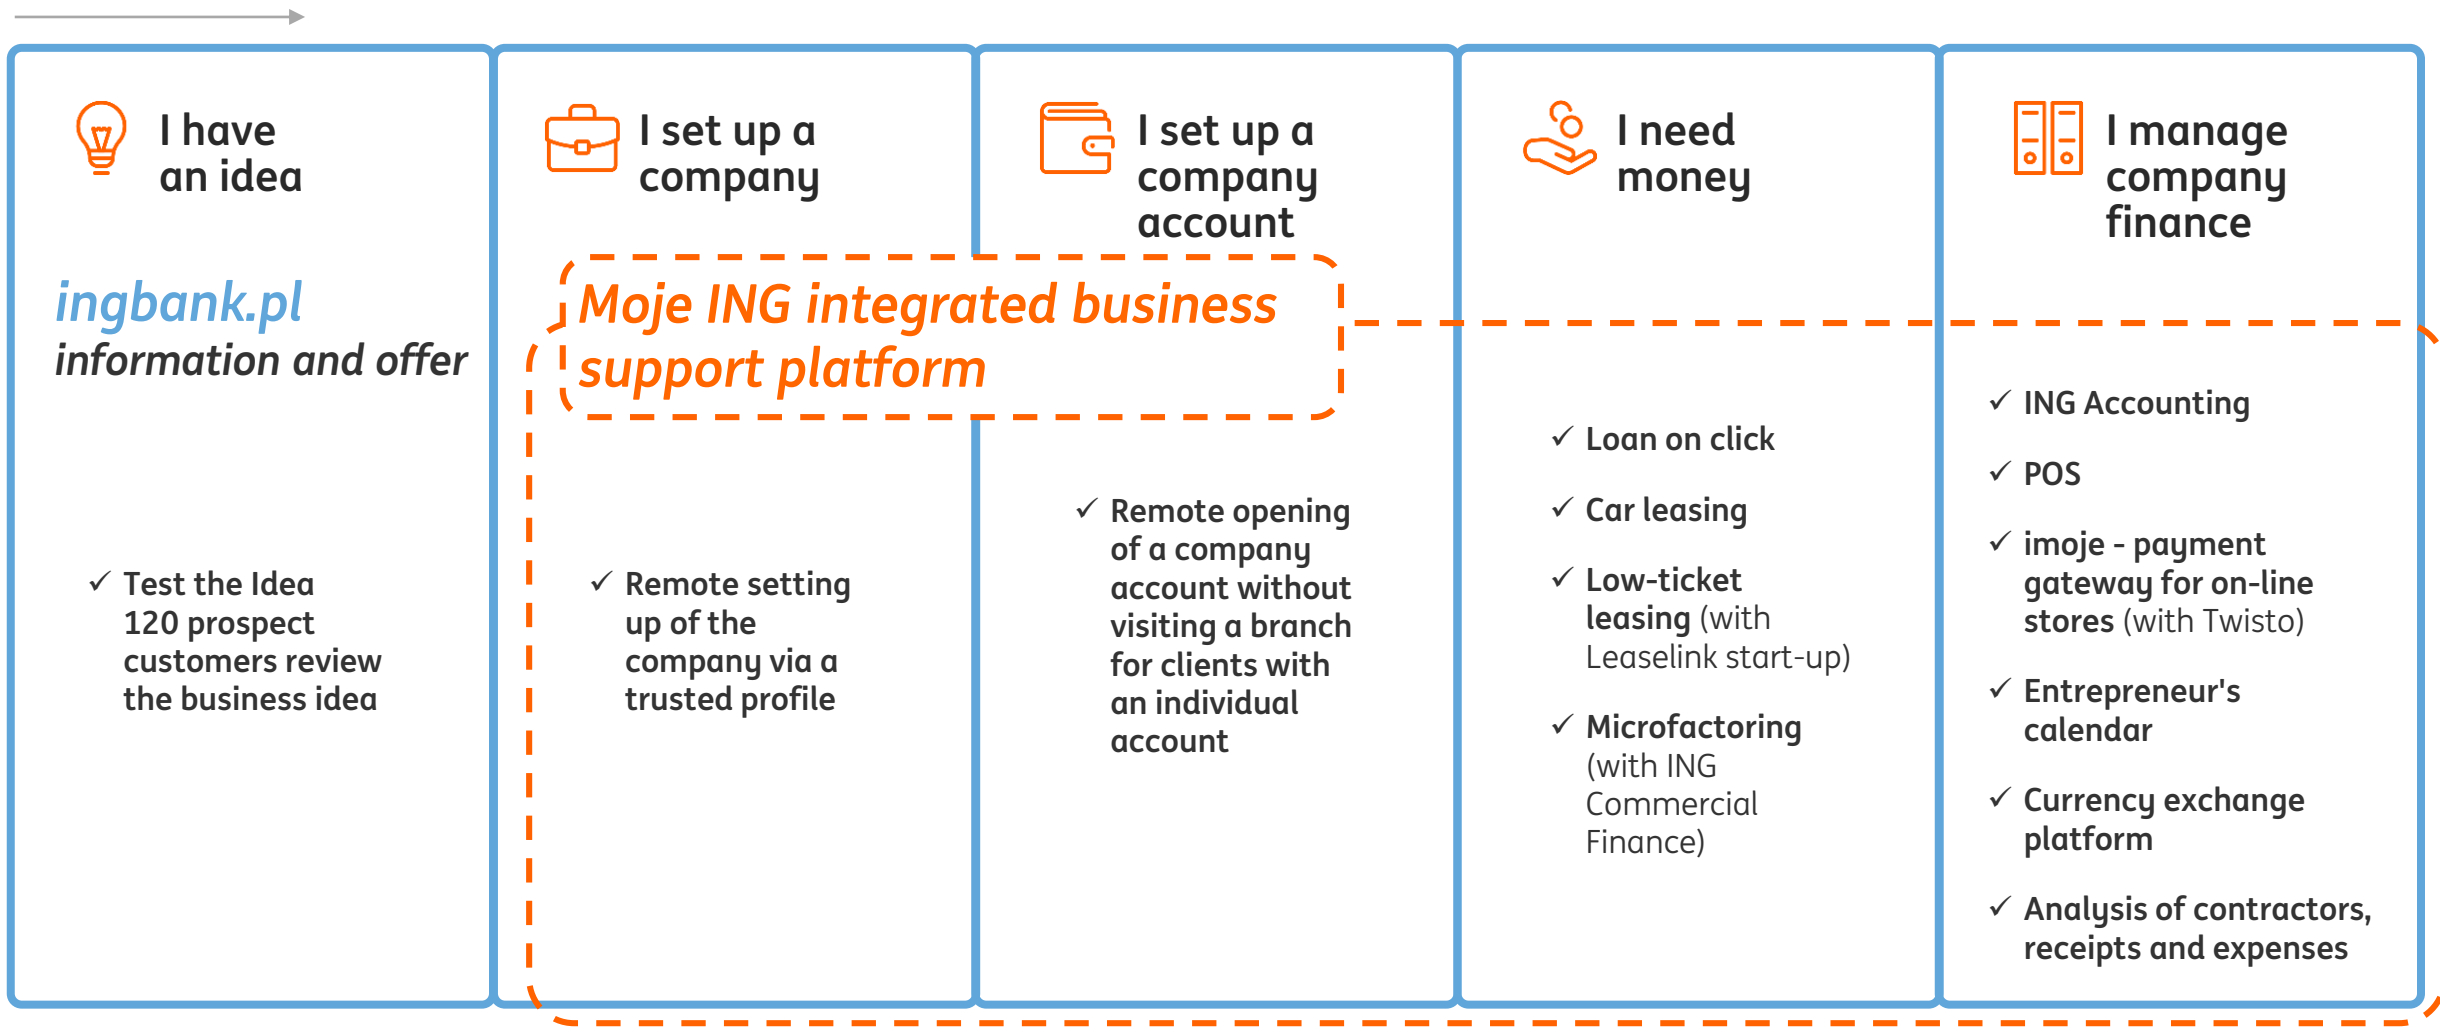 I have
an idea
ingbank.pl
information and offer
✓ Test the Idea
120 prospect
customers review
the business idea
I set up a
company
I set up a
company
account
Moje ING integrated business
support platform
✓ Remote setting
up of the
company via a
trusted profile
✓ Remote opening
of a company
account without
visiting a branch
for clients with
an individual
account
I need
money
✓ Loan on click
✓ Car leasing
✓ Low-ticket
leasing (with
Leaselink start-up)
✓ Microfactoring
(with ING
Commercial
Finance)
I manage
company
finance
✓ ING Accounting
✓ POS
✓ imoje - payment
gateway for on-line
stores (with Twisto)
✓ Entrepreneur's
calendar
✓ Currency exchange
platform
✓ Analysis of contractors,
receipts and expenses